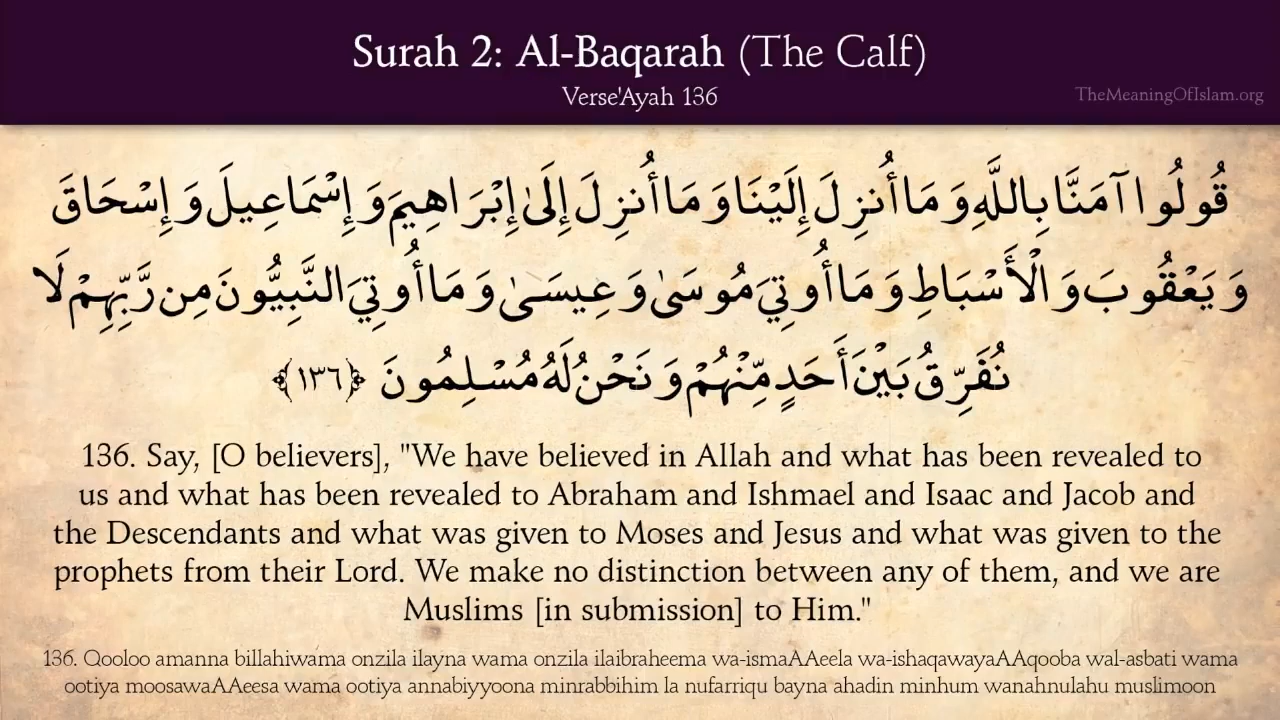 Surah 2: Al-Baqarah (The Calf)
Verse'Ayah 136
TheMeaningOfIslam.org
قُولُوا آمَنَّا بِاللَّهِ وَمَا أُنزِلَ إِلَيْنَا وَمَا أُنزِلَ إِلَىٰ إِبْرَاهِيمَ وَإِسْمَاعِيلَ وَإِسْحَاقَ
وَيَعْقُوبَ وَالْأَسْبَاطِ وَمَا أُوتِيَ مُوسَىٰ وَعِيسَىٰ وَمَا أُوتِيَ النَّبِيُّونَ مِن رَّبِّهِمْ لَا
نُفَرِّقُ بَيْنَ أَحَدٍ مِّنْهُمْ وَنَحْنُ لَهُ مُسْلِمُونَ ﴿١٣٦﴾
136. Say, [O believers], "We have believed in Allah and what has been revealed to
us and what has been revealed to Abraham and Ishmael and Isaac and Jacob and
the Descendants and what was given to Moses and Jesus and what was given to the
prophets from their Lord. We make no distinction between any of them, and we are
Muslims [in submission] to Him."
136. Qooloo amanna billahiwama onzila ilayna wama onzila ilaibraheema wa-ismaAAeela wa-ishaqawayaAAqooba wal-asbati wama
ootiya moosawaAAeesa wama ootiya annabiyyoona minrabbihim la nufarriqu bayna ahadin minhum wanahnulahu muslimoon